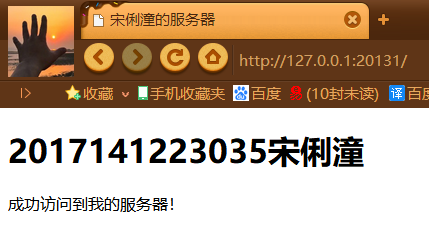 宋俐潼的服务器
http://127.0.0.1:20131/
收藏 手机收藏夹 百度 (10封未读) 译 百度
2017141223035宋俐潼
成功访问到我的服务器！